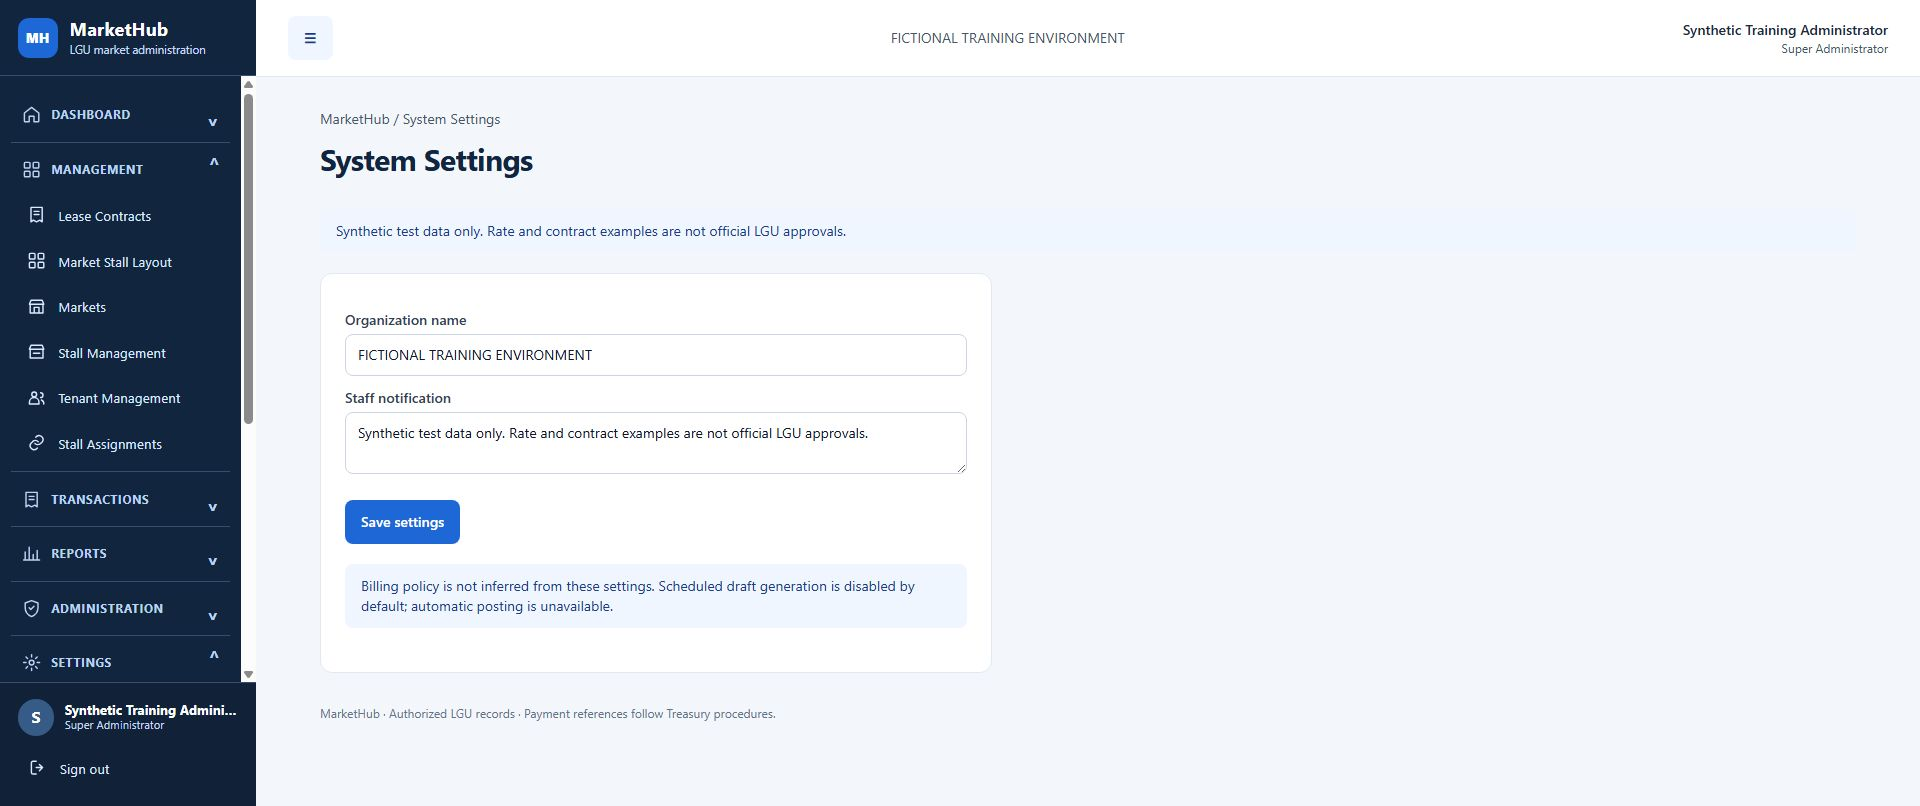 MH
MarketHub
LGU market administration
☰
FICTIONAL TRAINING ENVIRONMENT
Synthetic Training Administrator
Super Administrator
DASHBOARD
MANAGEMENT
Lease Contracts
Market Stall Layout
Markets
Stall Management
Tenant Management
Stall Assignments
TRANSACTIONS
REPORTS
ADMINISTRATION
SETTINGS
S
Synthetic Training Admini...
Super Administrator
Sign out
MarketHub / System Settings
System Settings
Synthetic test data only. Rate and contract examples are not official LGU approvals.
Organization name
FICTIONAL TRAINING ENVIRONMENT
Staff notification
Synthetic test data only. Rate and contract examples are not official LGU approvals.
Save settings
Billing policy is not inferred from these settings. Scheduled draft generation is disabled by
default; automatic posting is unavailable.
MarketHub · Authorized LGU records · Payment references follow Treasury procedures.